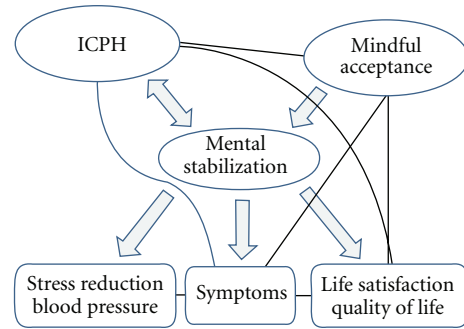 ICPH
Mindful
acceptance
Mental
stabilization
Stress reduction
blood pressure
Symptoms
Life satisfaction
quality of life